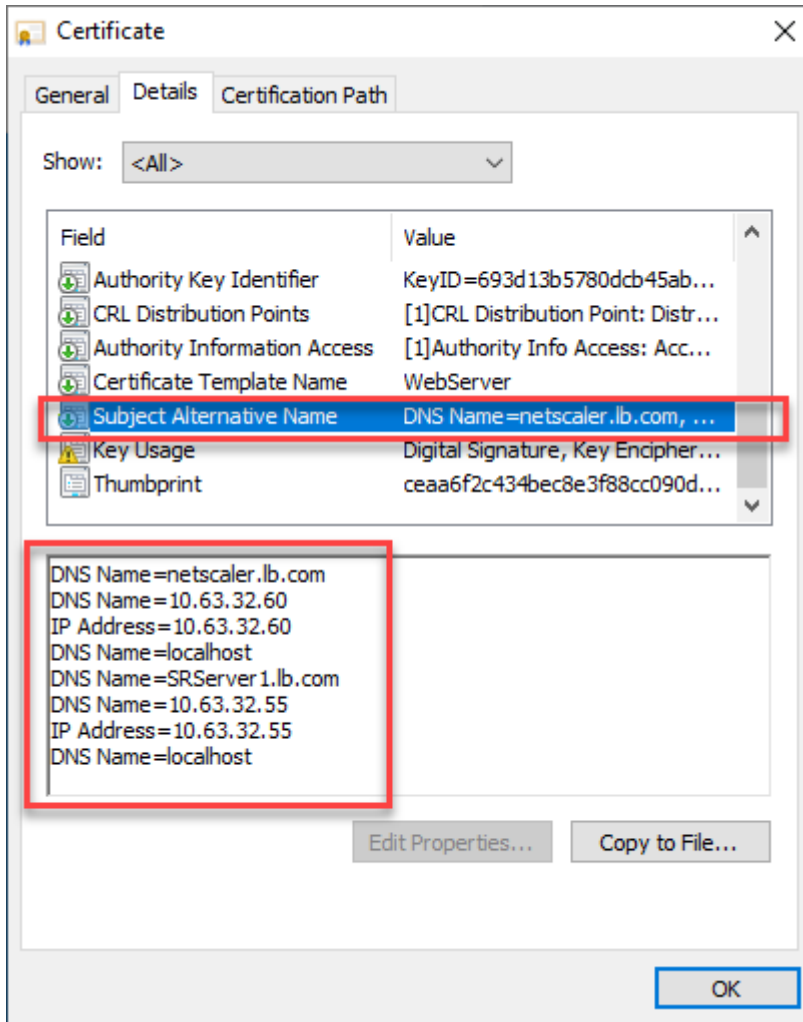 Certificate
General Details Certification Path
Show: <All>
Field Value
Authority Key Identifier KeyID=693d13b5780dcb45ab...
CRL Distribution Points [1]CRL Distribution Point: Distr...
Authority Information Access [1]Authority Info Access: Acc...
Certificate Template Name WebServer
Subject Alternative Name DNS Name=netscaler.lb.com, ...
Key Usage Digital Signature, Key Encipher...
Thumbprint ceaa6f2c434bec8e3f88cc090d...
DNS Name=netscaler.lb.com
DNS Name=10.63.32.60
IP Address=10.63.32.60
DNS Name=localhost
DNS Name=SRServer1.lb.com
DNS Name=10.63.32.55
IP Address=10.63.32.55
DNS Name=localhost
Edit Properties... Copy to File...
OK